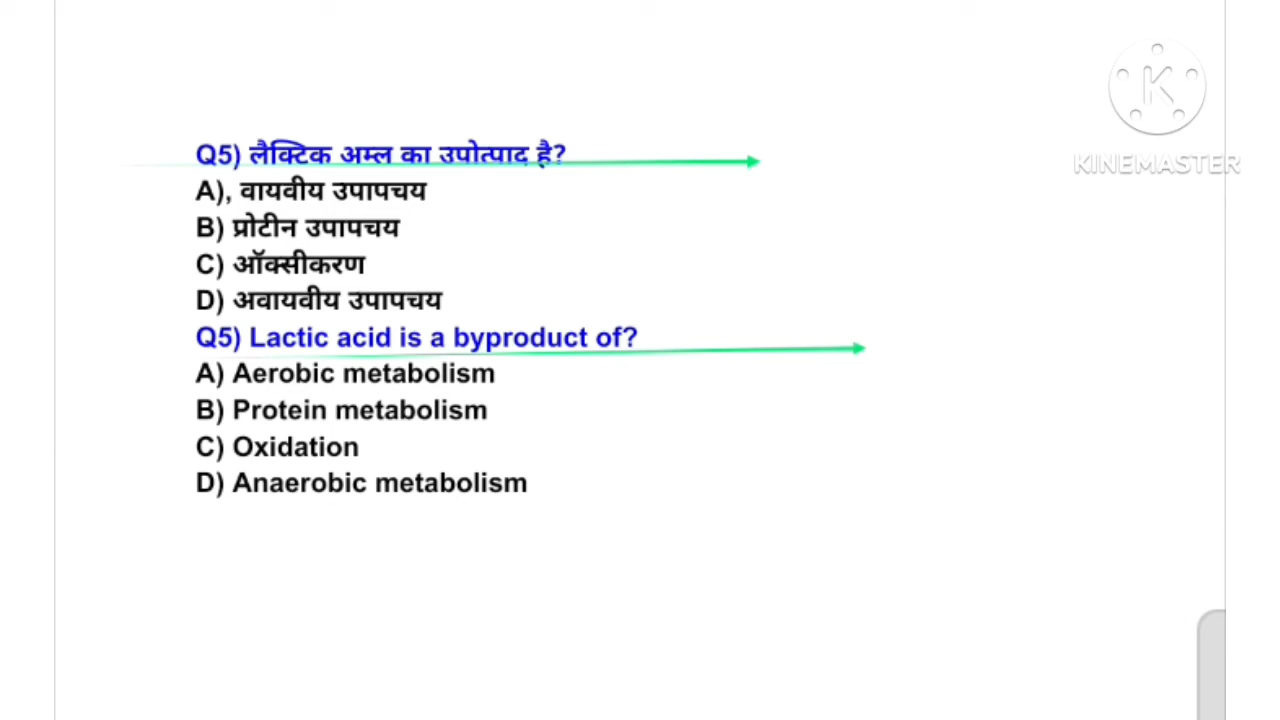 Q5) लैक्टिक अम्ल का उपोत्पाद है?
A), वायवीय उपापचय
B) प्रोटीन उपापचय
C) ऑक्सीकरण
D) अवायवीय उपापचय
Q5) Lactic acid is a byproduct of?
A) Aerobic metabolism
B) Protein metabolism
C) Oxidation
D) Anaerobic metabolism
K
KINEMASTER